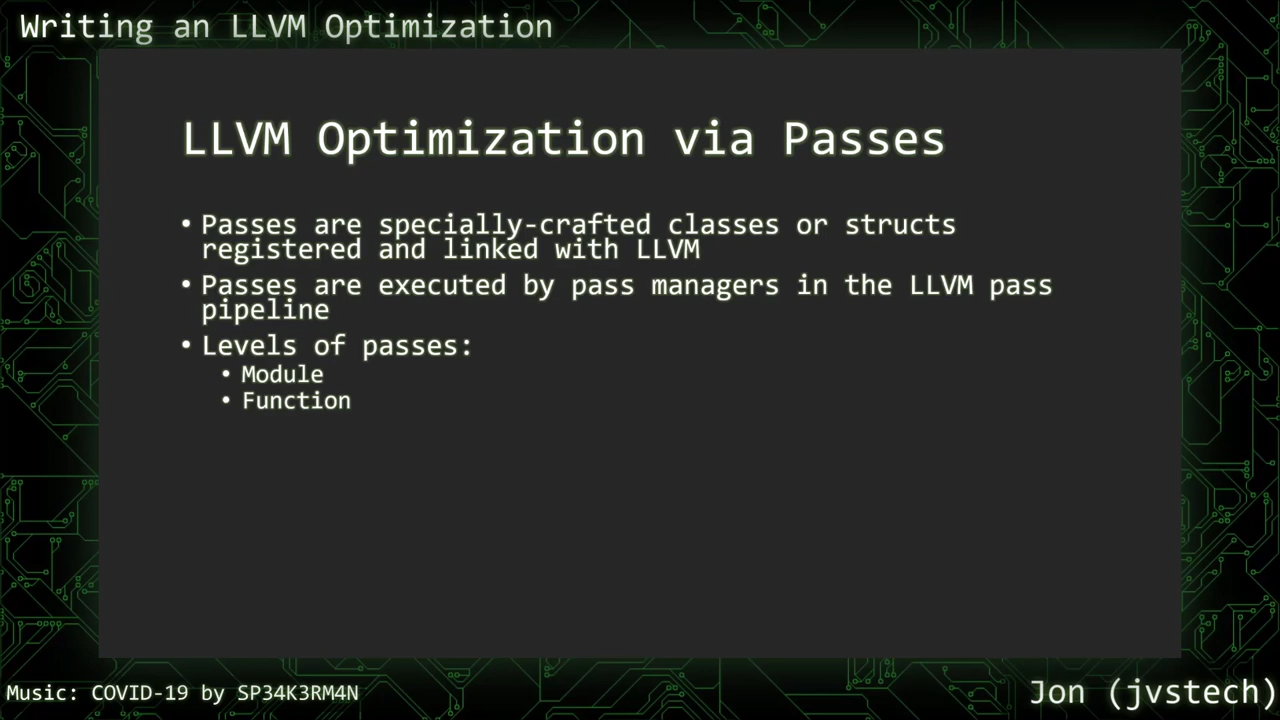 Writing an LLVM Optimization
LLVM Optimization via Passes
• Passes are specially-crafted classes or structs
registered and linked with LLVM
• Passes are executed by pass managers in the LLVM pass
pipeline
• Levels of passes:
• Module
• Function
Music: COVID-19 by SP34K3RM4N
Jon (jvstech)